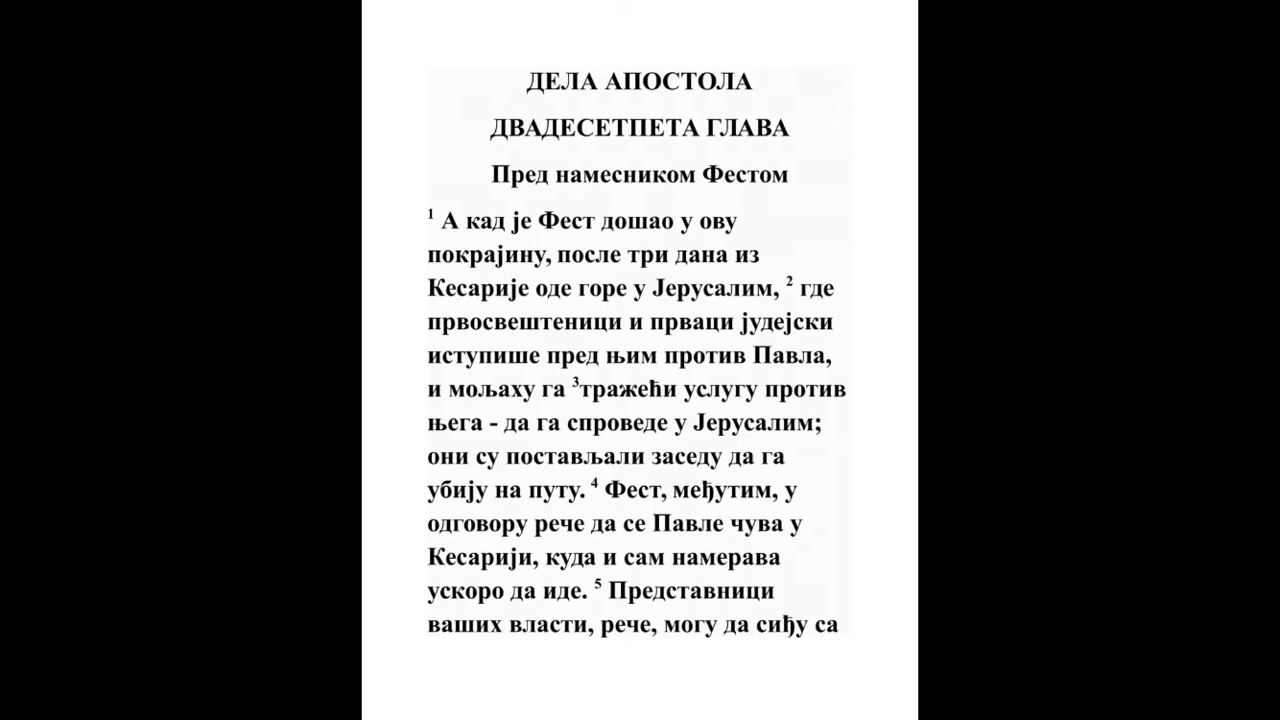 ДЕЛА АПОСТОЛА
ДВАДЕСЕТПЕТА ГЛАВА
Пред намесником Фестом
1 А кад је Фест дошао у ову
покрајину, после три дана из
Кесарије оде горе у Јерусалим, 2 где
првосвештеници и прваци јудејски
иступише пред њим против Павла,
и мољаху га 3тражећи услугу против
њега - да га спроведе у Јерусалим;
они су постављали заседу да га
убију на путу. 4 Фест, међутим, у
одговору рече да се Павле чува у
Кесарији, куда и сам намерава
ускоро да иде. 5 Представници
ваших власти, рече, могу да сиђу са